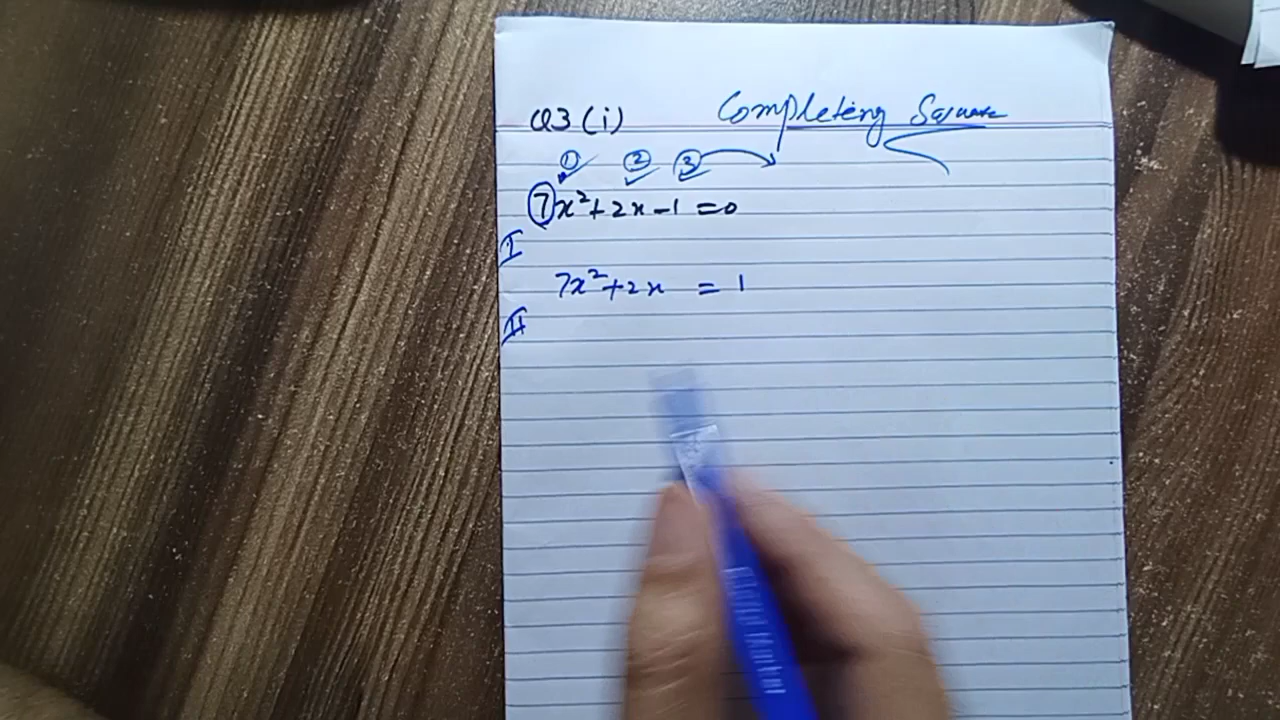 Q3 (i) Completing Square
① ② ③
7x²+2x-1 =0
I
7x²+2x = 1
II